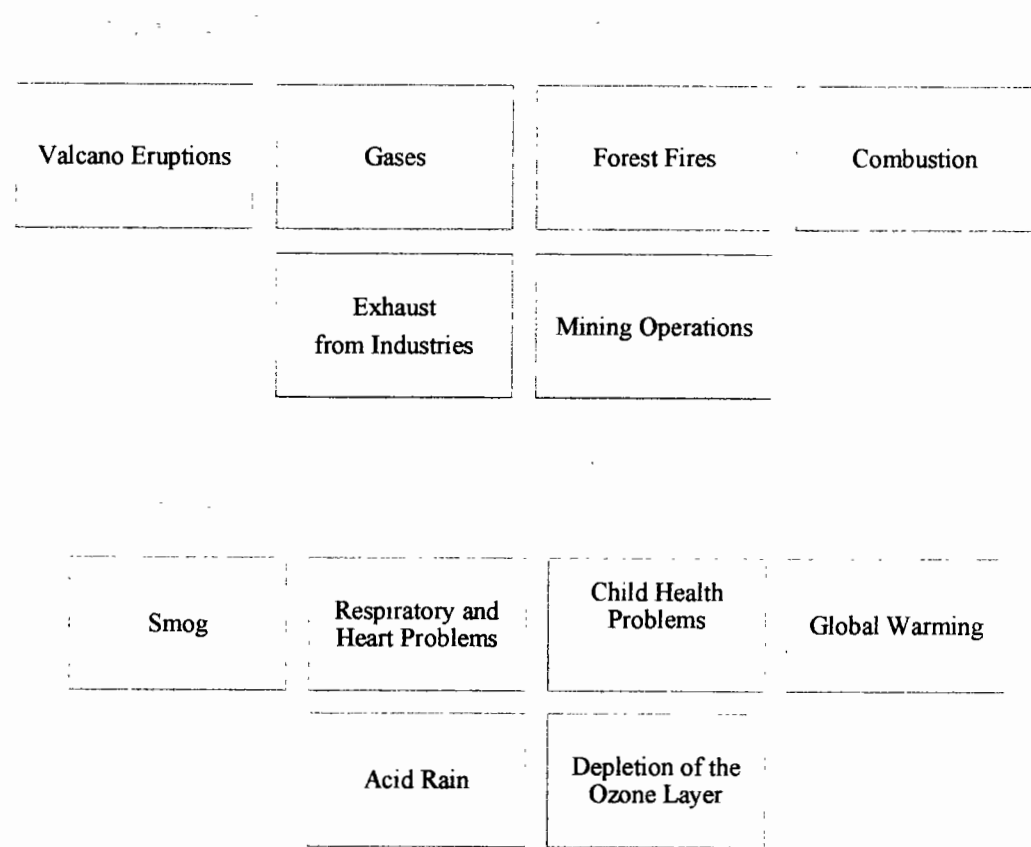 Valcano Eruptions
Gases
Forest Fires
Combustion
Exhaust
from Industries
Mining Operations
Smog
Respiratory and
Heart Problems
Child Health
Problems
Global Warming
Acid Rain
Depletion of the
Ozone Layer